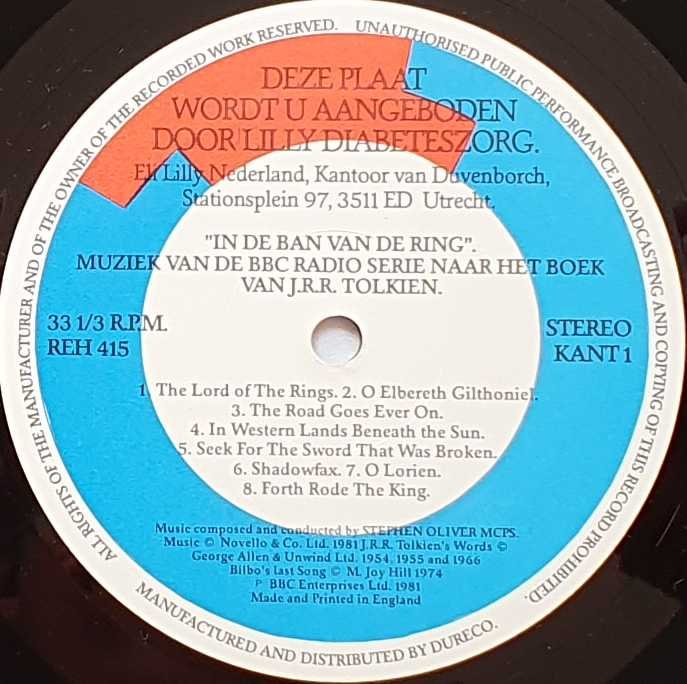 ALL RIGHTS OF THE MANUFACTURER AND OF THE OWNER OF THE RECORDED WORK RESERVED. UNAUTHORISED PUBLIC PERFORMANCE, BROADCASTING AND COPYING OF THIS RECORD PROHIBITED.
DEZE PLAAT
WORDT U AANGEBODEN
DOOR LILLY DIABETESZORG.
Eli Lilly Nederland, Kantoor van Duvenborch,
Stationsplein 97, 3511 ED Utrecht.
"IN DE BAN VAN DE RING".
MUZIEK VAN DE BBC RADIO SERIE NAAR HET BOEK
VAN J.R.R. TOLKIEN.
33 1/3 R.P.M.
REH 415
STEREO
KANT 1
1. The Lord of The Rings. 2. O Elbereth Gilthoniel.
3. The Road Goes Ever On.
4. In Western Lands Beneath the Sun.
5. Seek For The Sword That Was Broken.
6. Shadowfax. 7. O Lorien.
8. Forth Rode The King.
Music composed and conducted by STEPHEN OLIVER MCPS.
Music © Novello & Co. Ltd. 1981 J.R.R. Tolkien's Words ©
George Allen & Unwind Ltd. 1954, 1955 and 1966
Bilbo's Last Song © M. Joy Hill 1974
P BBC Enterprises Ltd. 1981
Made and Printed in England
MANUFACTURED AND DISTRIBUTED BY DURECO.